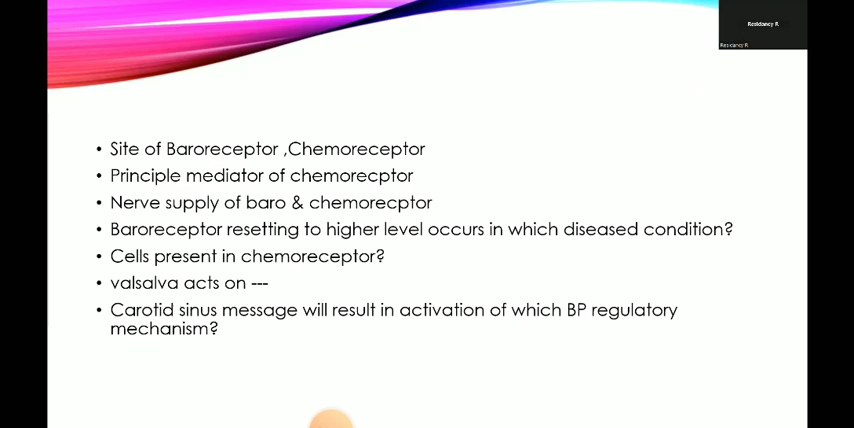 Residancy R
Residancy R
• Site of Baroreceptor ,Chemoreceptor
• Principle mediator of chemorecptor
• Nerve supply of baro & chemorecptor
• Baroreceptor resetting to higher level occurs in which diseased condition?
• Cells present in chemoreceptor?
• valsalva acts on ---
• Carotid sinus message will result in activation of which BP regulatory
mechanism?